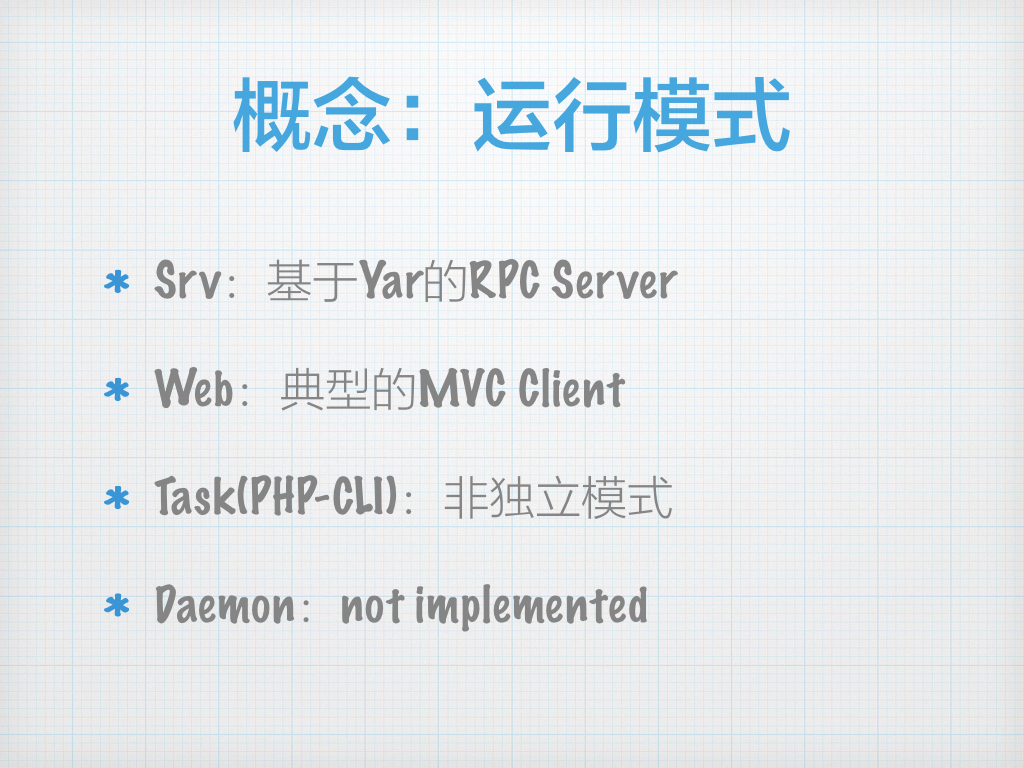 概念：运行模式
* Srv：基于Yar的RPC Server
* Web：典型的MVC Client
* Task(PHP-CLI)：非独立模式
* Daemon：not implemented